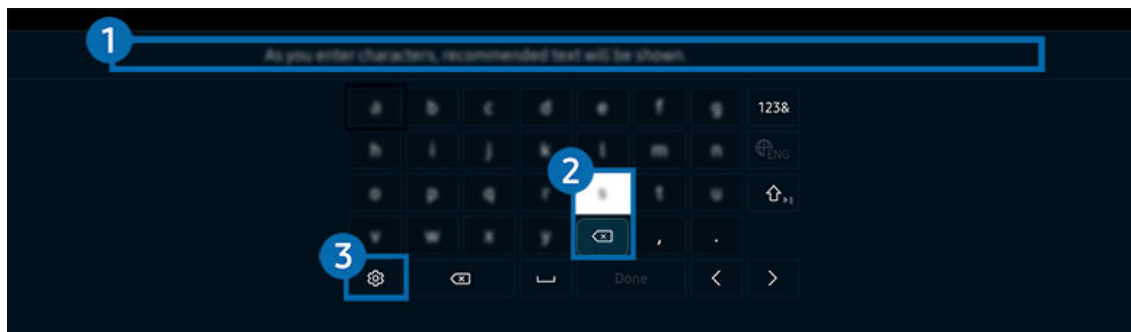 1
As you enter characters, recommended text will be shown.
a b c d e f g 123&
h i j k l m n ENG
2
o p q r s t u
v w x y , .
3
Done < >